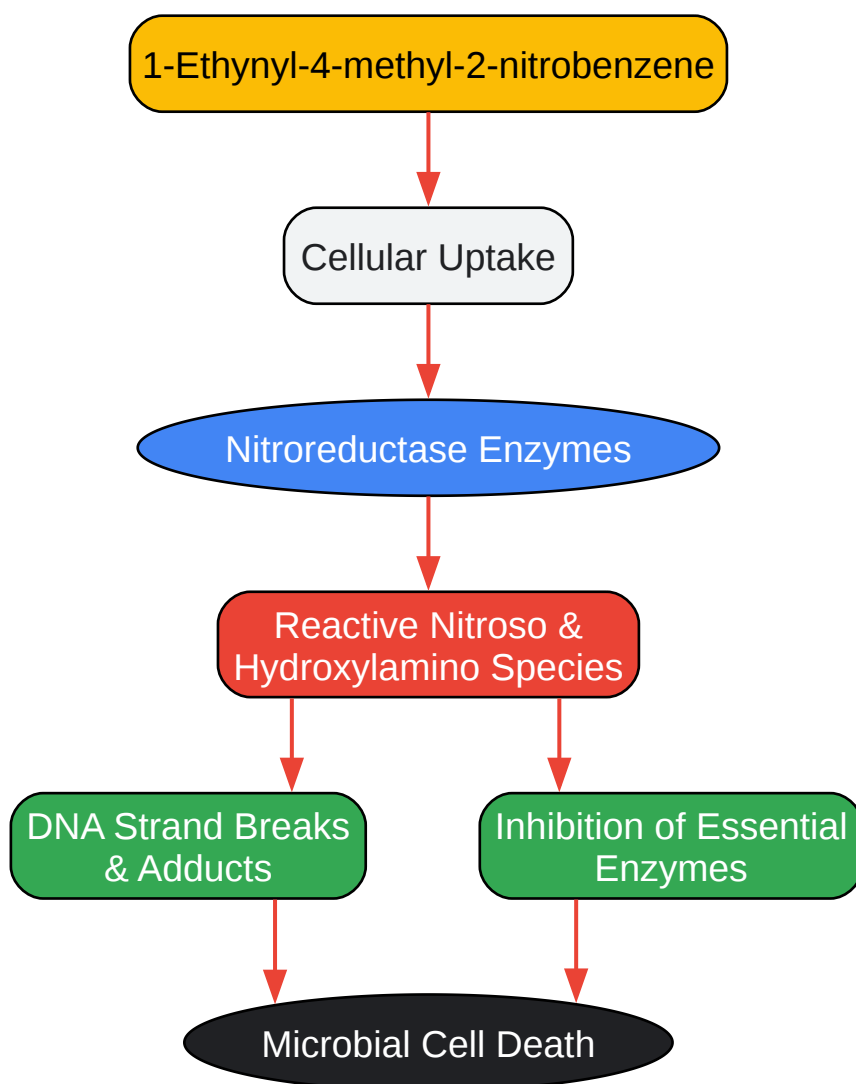 1-Ethynyl-4-methyl-2-nitrobenzene
Cellular Uptake
Nitroreductase Enzymes
Reactive Nitroso &
Hydroxylamino Species
DNA Strand Breaks
& Adducts
Inhibition of Essential
Enzymes
Microbial Cell Death